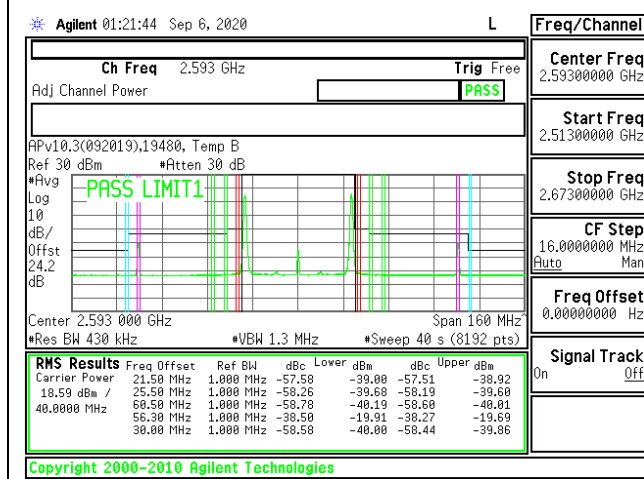 Agilent 01:21:44 Sep 6, 2020 L
Freq/Channel
Ch Freq 2.593 GHz Trig Free
Adj Channel Power PASS
APv10.3(092019),19480, Temp B
Ref 30 dBm #Atten 30 dB
#Avg
Log
10
dB/
Offst
24.2
dB
PASS LIMIT1
Center 2.593 000 GHz Span 160 MHz^
#Res BW 430 kHz #VBW 1.3 MHz #Sweep 40 s (8192 pts)
RMS Results Freq Offset Ref BW dBc Lower dBm dBc Upper dBm
Carrier Power 21.50 MHz 1.000 MHz -57.58 -39.00 -57.51 -38.92
18.59 dBm / 25.50 MHz 1.000 MHz -58.26 -39.68 -58.19 -39.60
40.0000 MHz 60.50 MHz 1.000 MHz -58.78 -40.19 -58.60 -40.01
56.30 MHz 1.000 MHz -38.50 -19.91 -38.27 -19.69
30.00 MHz 1.000 MHz -58.58 -40.00 -58.44 -39.86
Copyright 2000-2010 Agilent Technologies
Center Freq
2.59300000 GHz
Start Freq
2.51300000 GHz
Stop Freq
2.67300000 GHz
CF Step
16.0000000 MHz
Auto Man
Freq Offset
0.00000000 Hz
Signal Track
On Off